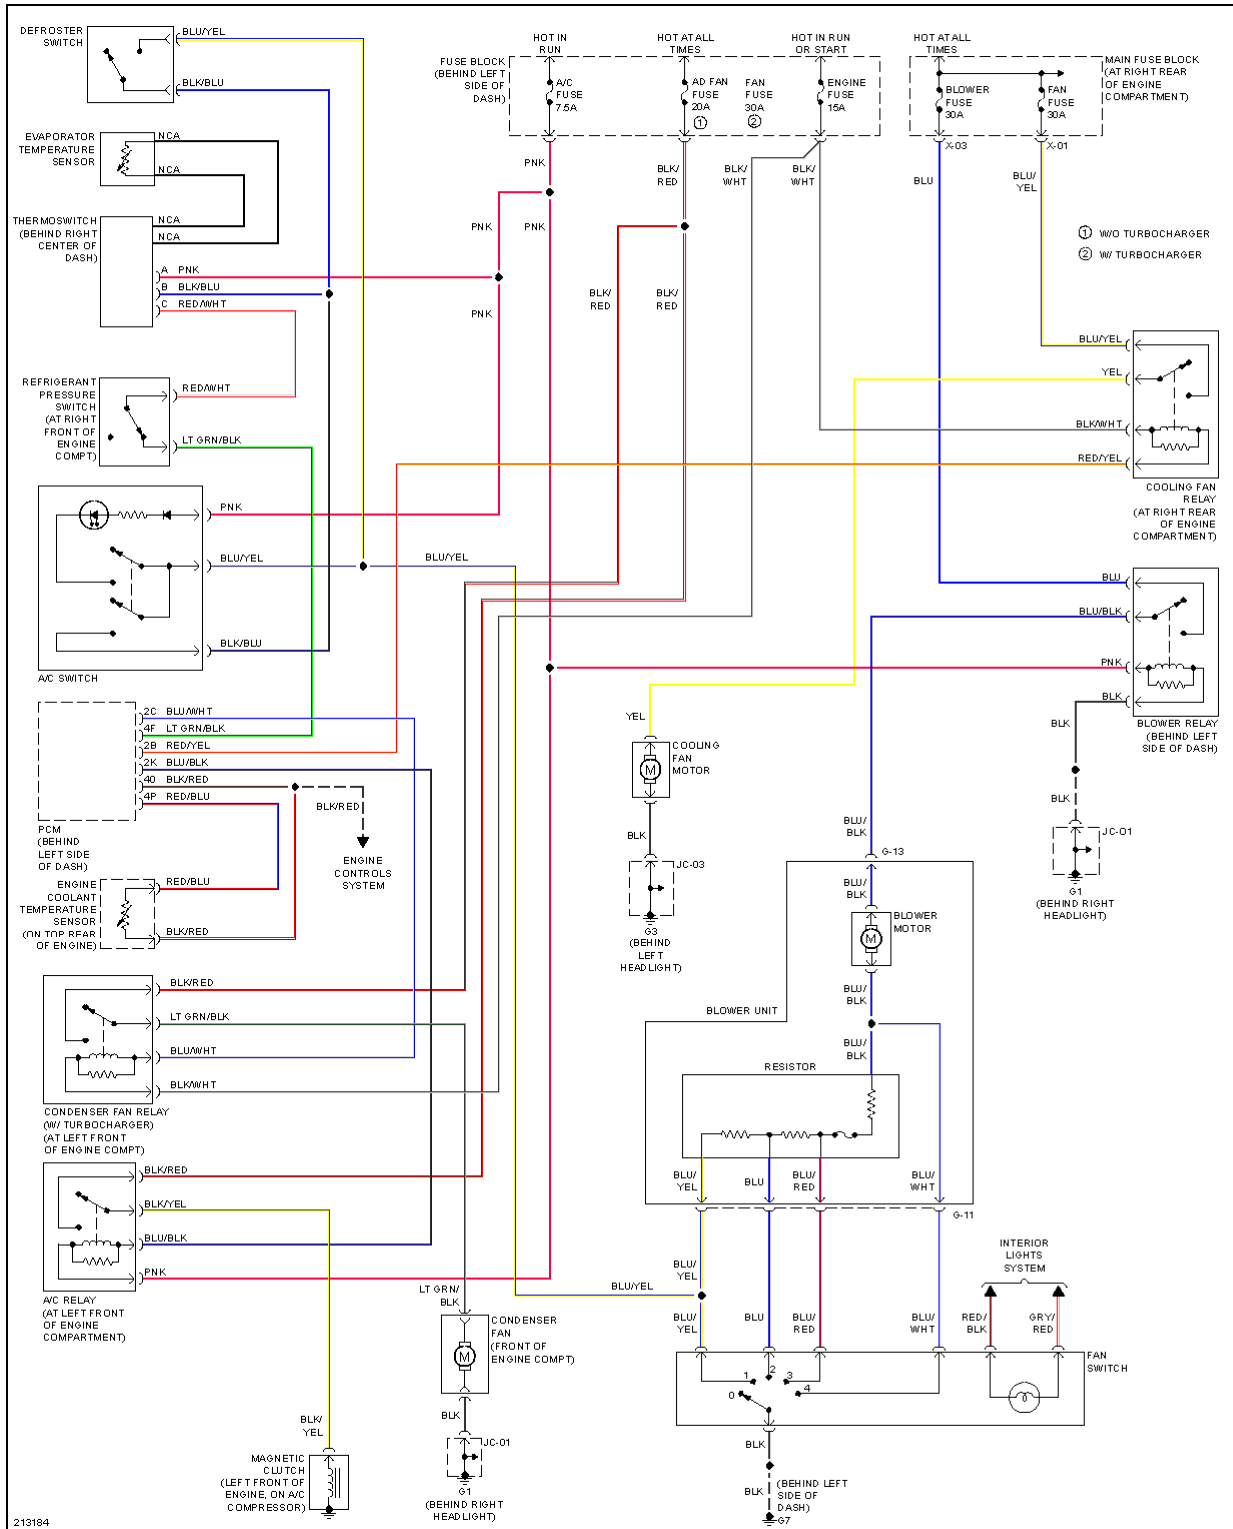 DEFROSTER
SWITCH
BLU/YEL
BLK/BLU
EVAPORATOR
TEMPERATURE
SENSOR
NCA
NCA
THERMOSWITCH
(BEHIND RIGHT
CENTER OF
DASH)
NCA
NCA
A PNK
B BLK/BLU
C RED/WHT
REFRIGERANT
PRESSURE
SWITCH
(AT RIGHT
FRONT OF
ENGINE
COMPT)
RED/WHT
LT GRN/BLK
PNK
BLU/YEL
BLU/YEL
BLK/BLU
A/C SWITCH
2C BLU/WHT
4F LT GRN/BLK
2B RED/YEL
2K BLU/BLK
4O BLK/RED
4P RED/BLU
PCM
(BEHIND
LEFT SIDE
OF DASH)
BLK/RED
ENGINE
CONTROLS
SYSTEM
ENGINE
COOLANT
TEMPERATURE
SENSOR
(ON TOP REAR
OF ENGINE)
RED/BLU
BLK/RED
BLK/RED
LT GRN/BLK
BLU/WHT
BLK/WHT
CONDENSER FAN RELAY
(W/ TURBOCHARGER)
(AT LEFT FRONT
OF ENGINE COMPT)
BLK/RED
BLK/YEL
BLU/BLK
PNK
A/C RELAY
(AT LEFT FRONT
OF ENGINE
COMPARTMENT)
BLK/
YEL
MAGNETIC
CLUTCH
(LEFT FRONT OF
ENGINE, ON A/C
COMPRESSOR)
213184
HOT IN
RUN
HOT AT ALL
TIMES
HOT IN RUN
OR START
HOT AT ALL
TIMES
FUSE BLOCK
(BEHIND LEFT
SIDE OF
DASH)
A/C
FUSE
7.5A
AD FAN
FUSE
20A
1
FAN
FUSE
30A
2
ENGINE
FUSE
15A
BLOWER
FUSE
30A
FAN
FUSE
30A
MAIN FUSE BLOCK
(AT RIGHT REAR
OF ENGINE
COMPARTMENT)
X-03
X-01
PNK
BLK/
RED
BLK/
WHT
BLK/
WHT
BLU
BLU/
YEL
PNK
PNK
1 W/O TURBOCHARGER
2 W/ TURBOCHARGER
BLK/
RED
BLK/
RED
PNK
BLU/YEL
YEL
BLK/WHT
RED/YEL
COOLING FAN
RELAY
(AT RIGHT REAR
OF ENGINE
COMPARTMENT)
BLU
BLU/BLK
PNK
BLK
BLOWER RELAY
(BEHIND LEFT
SIDE OF DASH)
BLK
BLK
JC-01
G1
(BEHIND RIGHT
HEADLIGHT)
YEL
COOLING
FAN
MOTOR
M
BLK
JC-03
G3
(BEHIND
LEFT
HEADLIGHT)
BLU/
BLK
G-13
BLU/
BLK
BLOWER
MOTOR
M
BLU/
BLK
BLOWER UNIT
BLU/
BLK
RESISTOR
BLU/
YEL
BLU
BLU/
RED
BLU/
WHT
G-11
BLU/
YEL
BLU/YEL
BLU/
YEL
BLU
BLU/
RED
BLU/
WHT
INTERIOR
LIGHTS
SYSTEM
RED/
BLK
GRY/
RED
FAN
SWITCH
0
1
2
3
4
BLK
BLK
(BEHIND LEFT
SIDE OF
DASH)
G7
LT GRN/
BLK
CONDENSER
FAN
(FRONT OF
ENGINE COMPT)
M
BLK
JC-01
G1
(BEHIND RIGHT
HEADLIGHT)